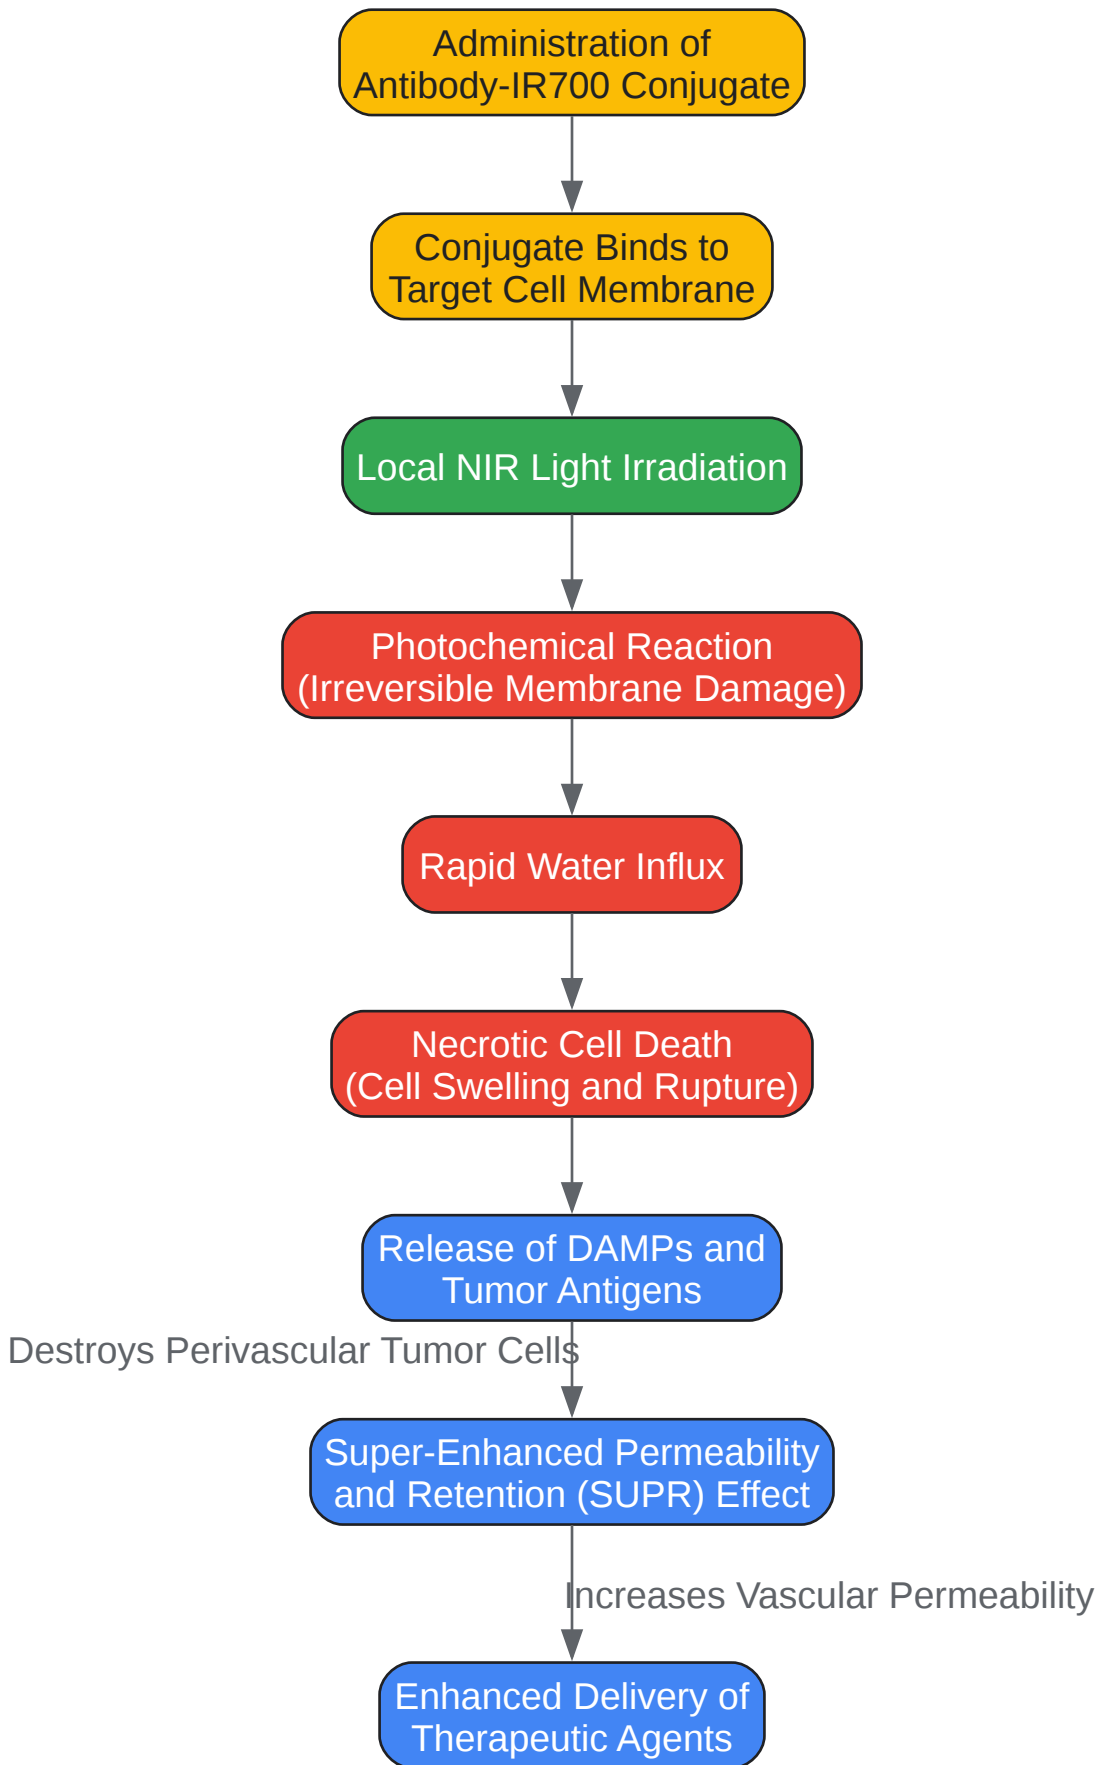 Administration of
Antibody-IR700 Conjugate
Conjugate Binds to
Target Cell Membrane
Local NIR Light Irradiation
Photochemical Reaction
(Irreversible Membrane Damage)
Rapid Water Influx
Necrotic Cell Death
(Cell Swelling and Rupture)
Release of DAMPs and
Tumor Antigens
Destroys Perivascular Tumor Cells
Super-Enhanced Permeability
and Retention (SUPR) Effect
Increases Vascular Permeability
Enhanced Delivery of
Therapeutic Agents